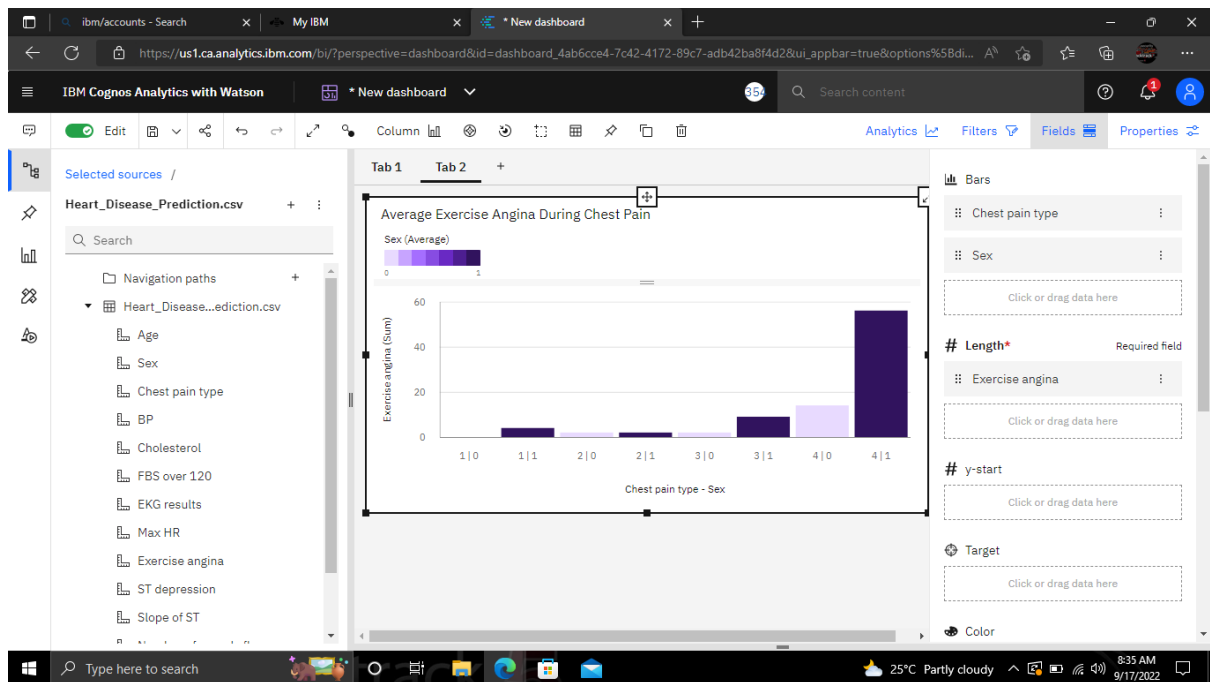 ibm/accounts - Search
My IBM
* New dashboard
https://us1.ca.analytics.ibm.com/bi/?perspective=dashboard&id=dashboard_4ab6cce4-7c42-4172-89c7-adb42ba8f4d2&ui_appbar=true&options%5Bdi...
IBM Cognos Analytics with Watson
* New dashboard
354
Search content
1
Edit
Column
Analytics
Filters
Fields
Properties
Selected sources /
Heart_Disease_Prediction.csv
Search
Navigation paths
Heart_Disease...ediction.csv
Age
Sex
Chest pain type
BP
Cholesterol
FBS over 120
EKG results
Max HR
Exercise angina
ST depression
Slope of ST
Tab 1
Tab 2
Average Exercise Angina During Chest Pain
Sex (Average)
0 1
Exercise angina (Sum)
60
40
20
0
1|0 1|1 2|0 2|1 3|0 3|1 4|0 4|1
Chest pain type - Sex
Bars
Chest pain type
Sex
Click or drag data here
# Length* Required field
Exercise angina
Click or drag data here
# y-start
Click or drag data here
Target
Click or drag data here
Color
Type here to search
25°C Partly cloudy
8:35 AM
9/17/2022